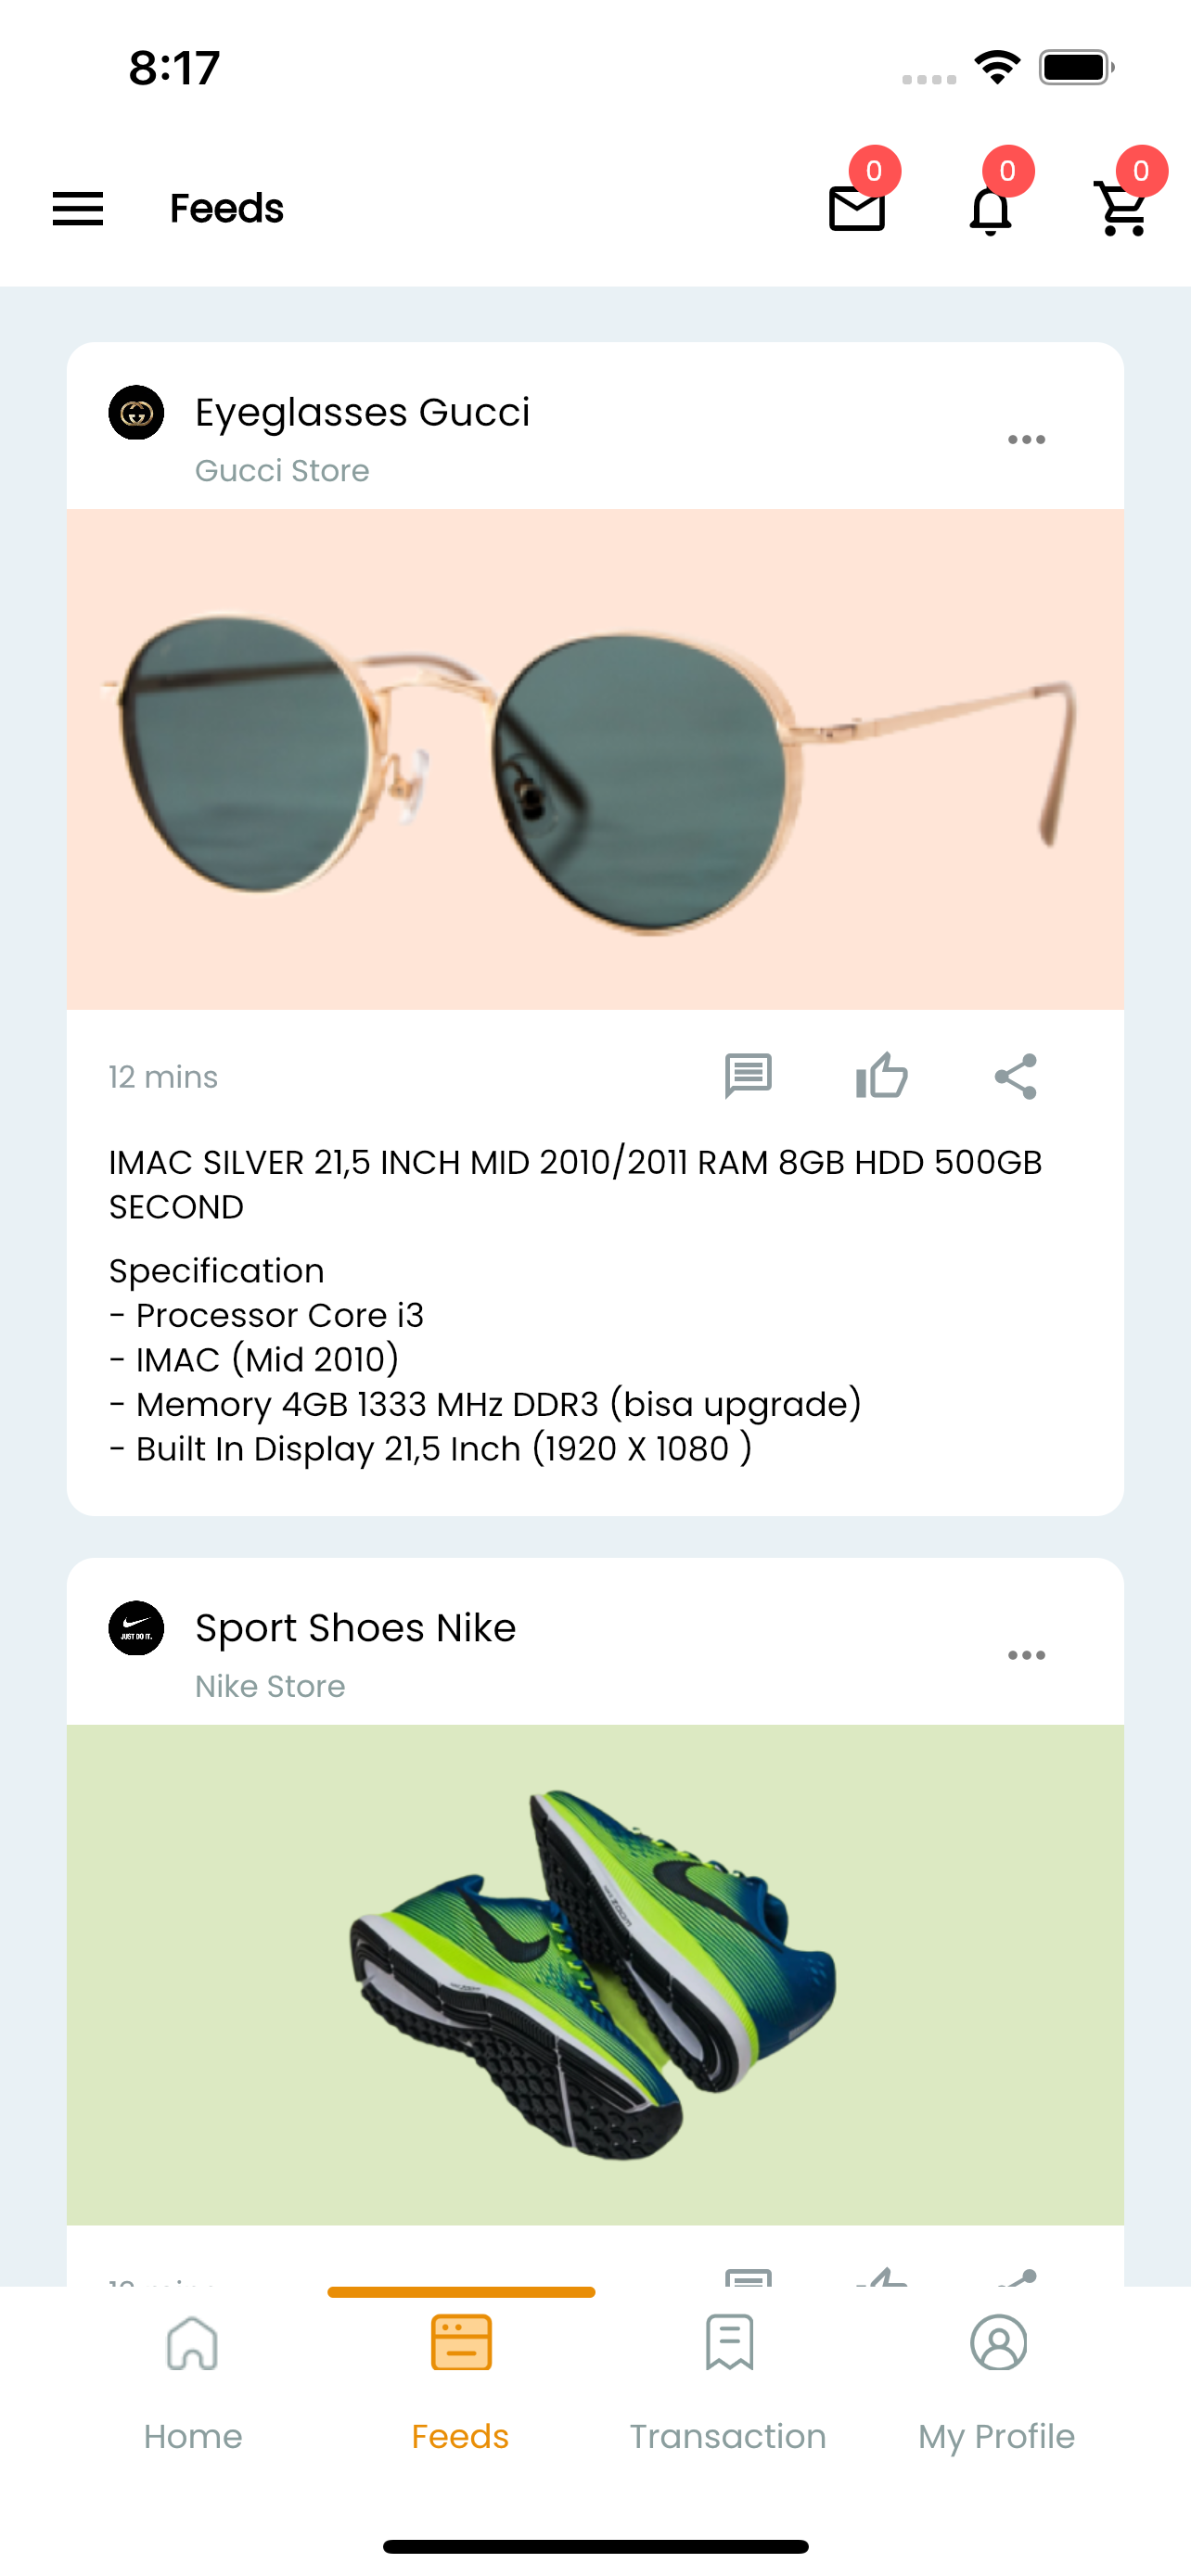 8:17
0
0
0
Feeds
Eyeglasses Gucci
Gucci Store
12 mins
IMAC SILVER 21,5 INCH MID 2010/2011 RAM 8GB HDD 500GB
SECOND
Specification
- Processor Core i3
- IMAC (Mid 2010)
- Memory 4GB 1333 MHz DDR3 (bisa upgrade)
- Built In Display 21,5 Inch (1920 X 1080 )
JUST DO IT.
Sport Shoes Nike
Nike Store
Home
Feeds
Transaction
My Profile